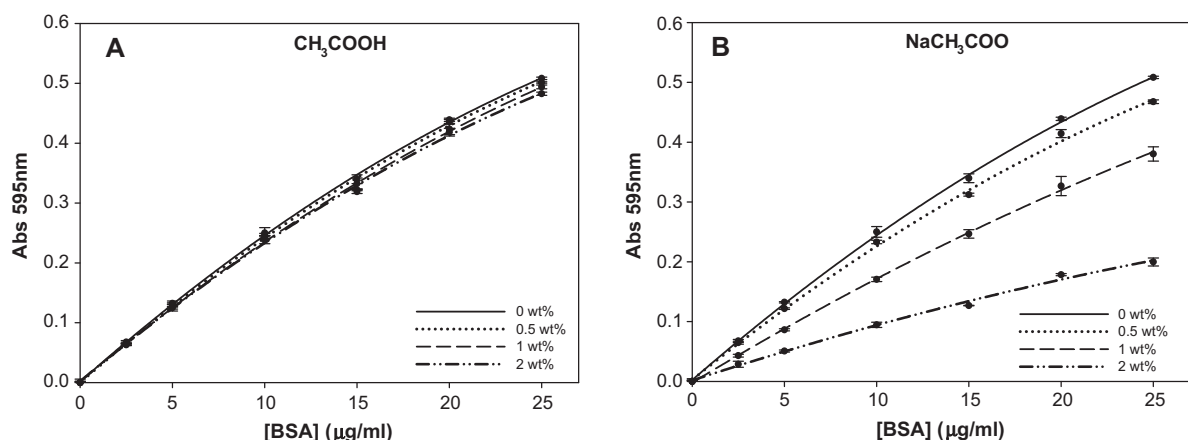 A
CH₃COOH
Abs 595nm
0.6
0.5
0.4
0.3
0.2
0.1
0.0
0 wt%
0.5 wt%
1 wt%
2 wt%
0 5 10 15 20 25
[BSA] (μg/ml)
B
NaCH₃COO
Abs 595nm
0.6
0.5
0.4
0.3
0.2
0.1
0.0
0 wt%
0.5 wt%
1 wt%
2 wt%
0 5 10 15 20 25
[BSA] (μg/ml)